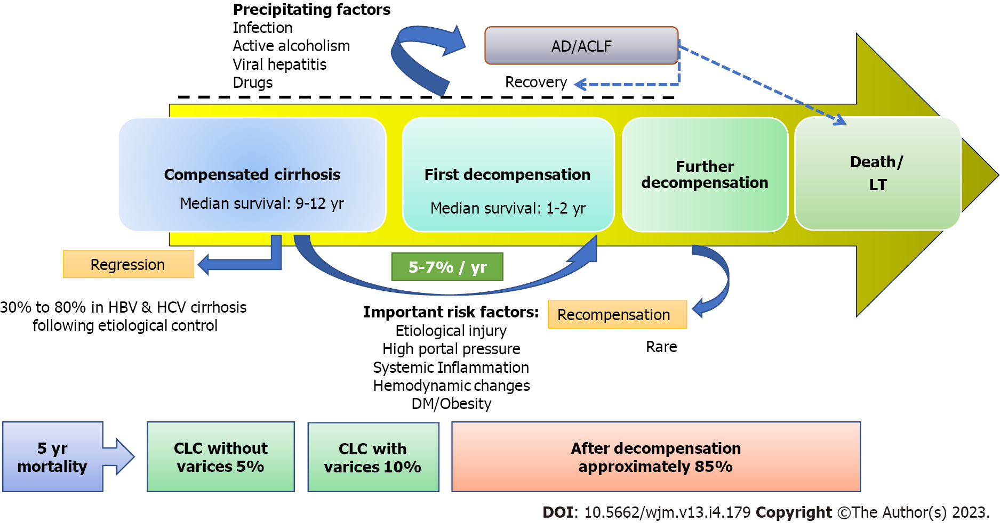 Precipitating factors
Infection
Active alcoholism
Viral hepatitis
Drugs
AD/ACLF
Recovery
Compensated cirrhosis
Median survival: 9-12 yr
First decompensation
Median survival: 1-2 yr
Further
decompensation
Death/
LT
Regression
30% to 80% in HBV & HCV cirrhosis
following etiological control
5-7% / yr
Important risk factors:
Etiological injury
High portal pressure
Systemic Inflammation
Hemodynamic changes
DM/Obesity
Recompensation
Rare
5 yr
mortality
CLC without
varices 5%
CLC with
varices 10%
After decompensation
approximately 85%
DOI: 10.5662/wjm.v13.i4.179 Copyright ©The Author(s) 2023.